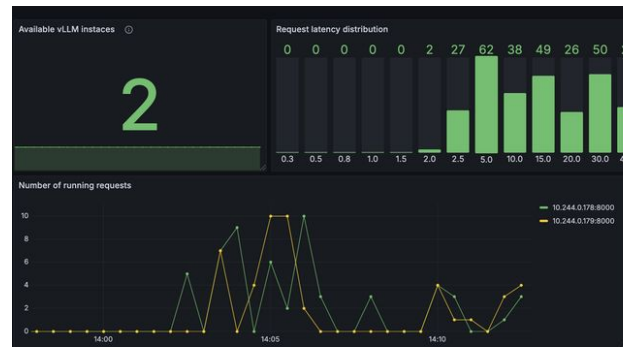 Available vLLM instaces
2
Request latency distribution
0 0 0 0 0 2 27 62 38 49 26 50
0.3 0.5 0.8 1.0 1.5 2.0 2.5 5.0 10.0 15.0 20.0 30.0
Number of running requests
10
8
6
4
2
0
14:00 14:05 14:10
10.244.0.178:8000
10.244.0.179:8000